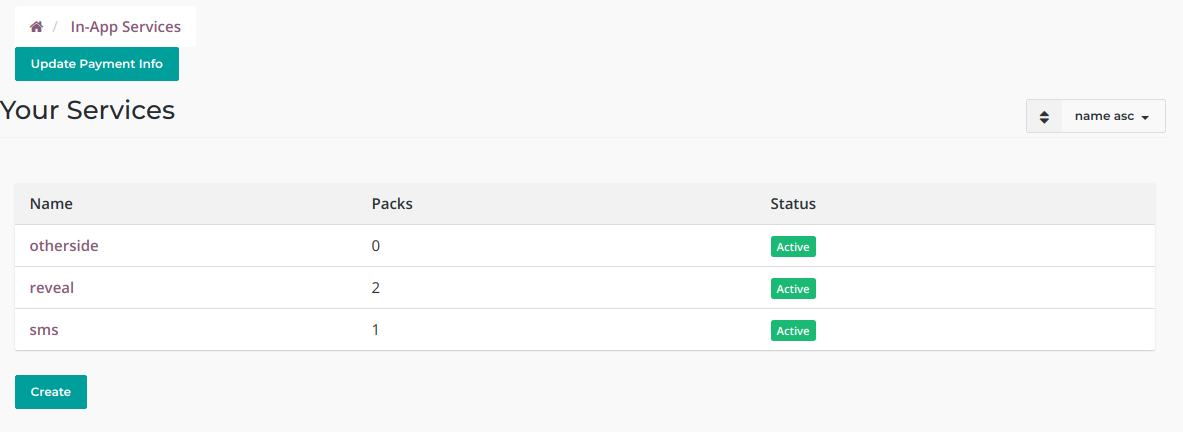 / In-App Services
Update Payment Info
Your Services
name asc
Name Packs Status
otherside 0 Active
reveal 2 Active
sms 1 Active
Create